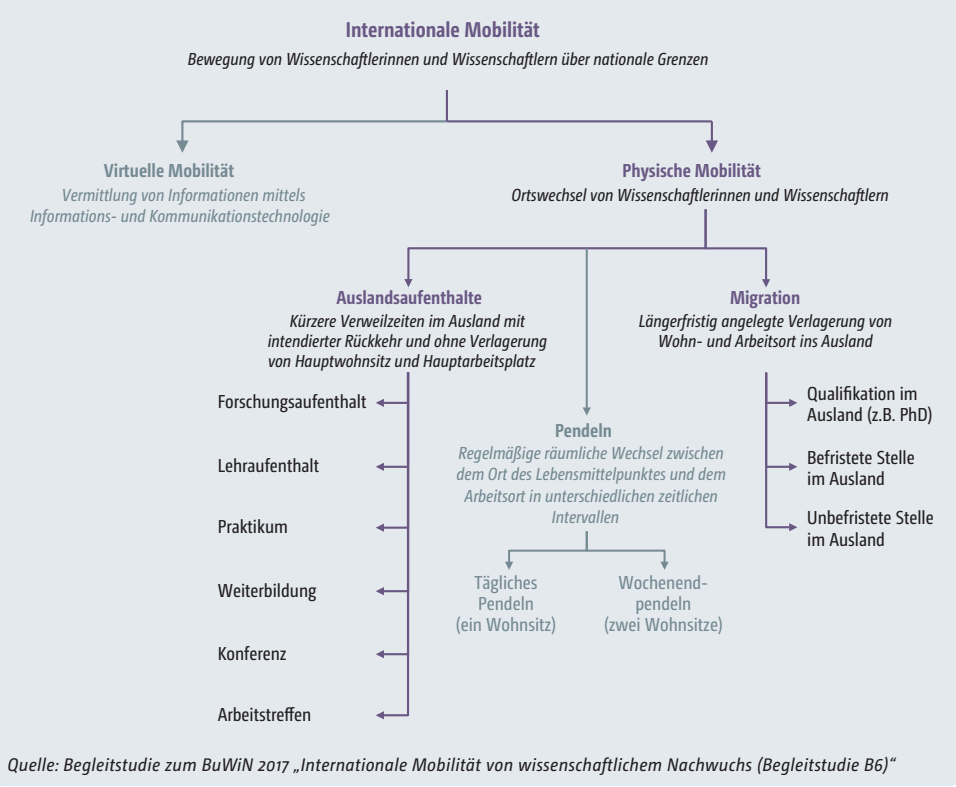 Internationale Mobilität
Bewegung von Wissenschaftlerinnen und Wissenschaftlern über nationale Grenzen
Virtuelle Mobilität
Vermittlung von Informationen mittels
Informations- und Kommunikationstechnologie
Physische Mobilität
Ortswechsel von Wissenschaftlerinnen und Wissenschaftlern
Auslandsaufenthalte
Kürzere Verweilzeiten im Ausland mit
intendierter Rückkehr und ohne Verlagerung
von Hauptwohnsitz und Hauptarbeitsplatz
Forschungsaufenthalt
Lehraufenthalt
Praktikum
Weiterbildung
Konferenz
Arbeitstreffen
Pendeln
Regelmäßige räumliche Wechsel zwischen
dem Ort des Lebensmittelpunktes und dem
Arbeitsort in unterschiedlichen zeitlichen
Intervallen
Tägliches
Pendeln
(ein Wohnsitz)
Wochenend-
pendeln
(zwei Wohnsitze)
Migration
Längerfristig angelegte Verlagerung von
Wohn- und Arbeitsort ins Ausland
Qualifikation im
Ausland (z.B. PhD)
Befristete Stelle
im Ausland
Unbefristete Stelle
im Ausland
Quelle: Begleitstudie zum BuWiN 2017 „Internationale Mobilität von wissenschaftlichem Nachwuchs (Begleitstudie B6)“